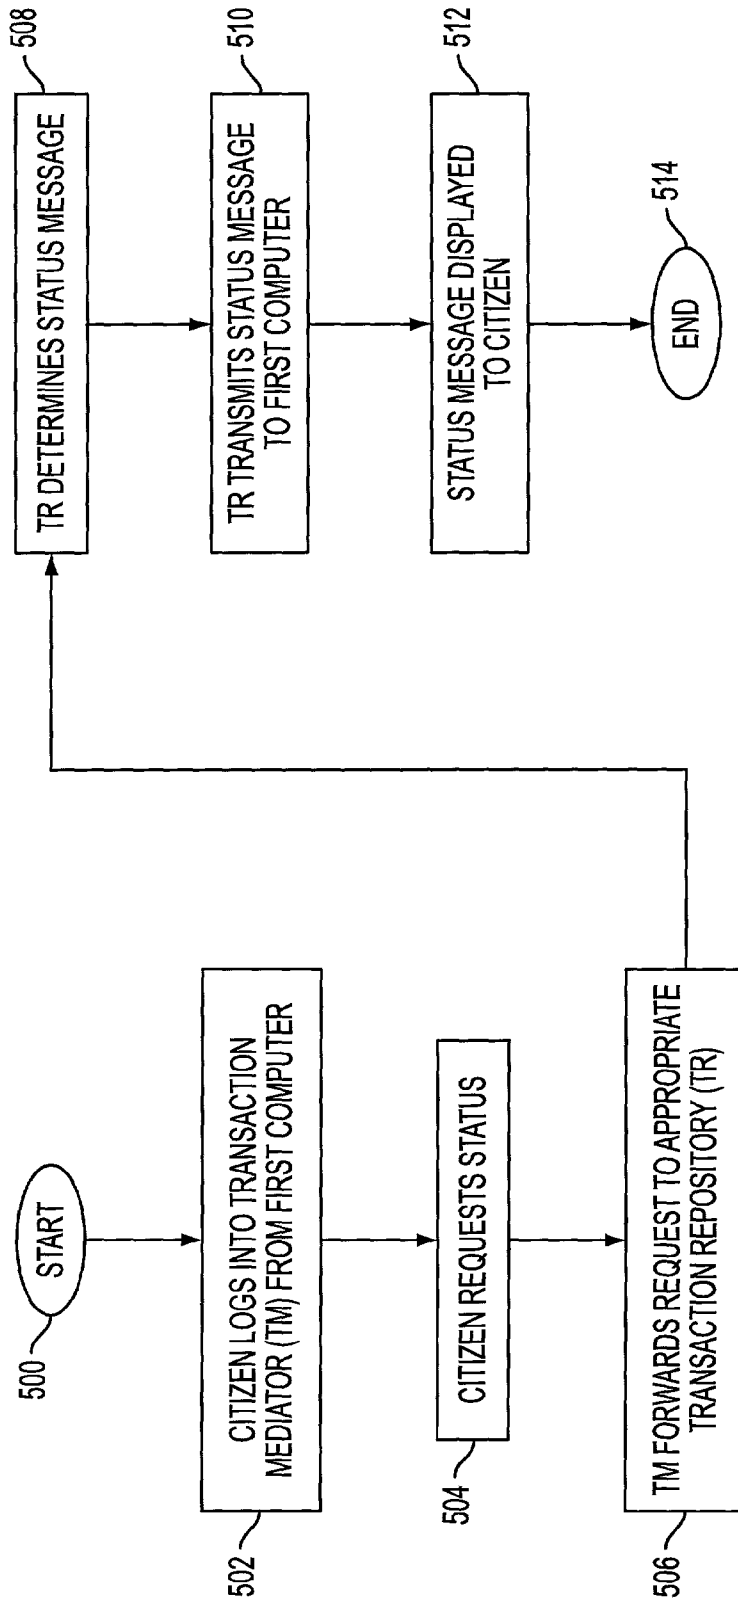 500
START
502
CITIZEN LOGS INTO TRANSACTION
MEDIATOR (TM) FROM FIRST COMPUTER
504
CITIZEN REQUESTS STATUS
506
TM FORWARDS REQUEST TO APPROPRIATE
TRANSACTION REPOSITORY (TR)
508
TR DETERMINES STATUS MESSAGE
510
TR TRANSMITS STATUS MESSAGE
TO FIRST COMPUTER
512
STATUS MESSAGE DISPLAYED
TO CITIZEN
514
END